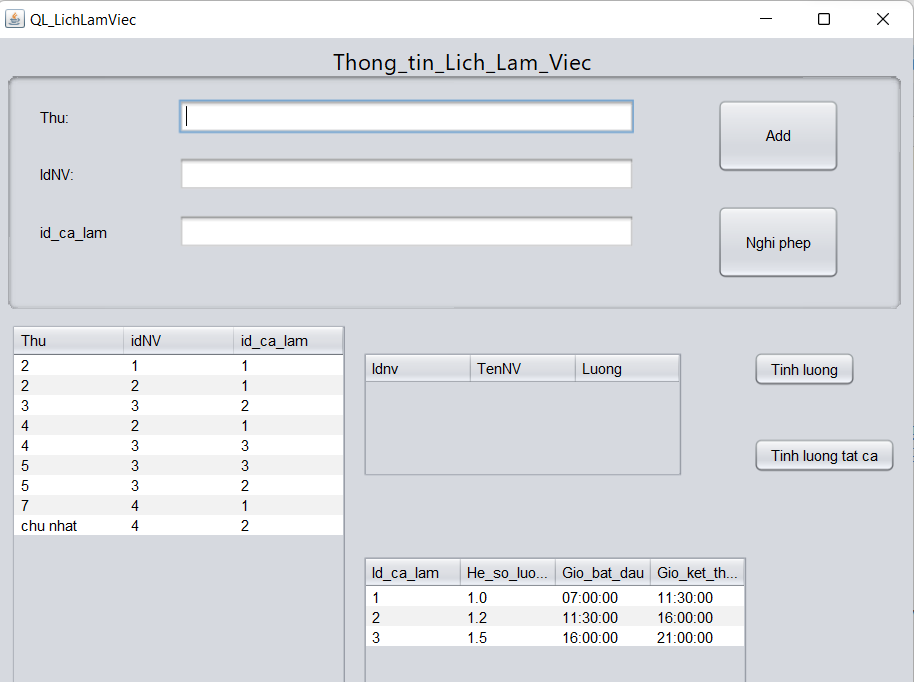 QL_LichLamViec
Thong_tin_Lich_Lam_Viec
Thu:
Add
IdNV:
id_ca_lam
Nghi phep
Thu idNV id_ca_lam
2 1 1
2 2 1
3 3 2
4 2 1
4 3 3
5 3 3
5 3 2
7 4 1
chu nhat 4 2
Idnv TenNV Luong
Tinh luong
Tinh luong tat ca
Id_ca_lam He_so_luo... Gio_bat_dau Gio_ket_th...
1 1.0 07:00:00 11:30:00
2 1.2 11:30:00 16:00:00
3 1.5 16:00:00 21:00:00